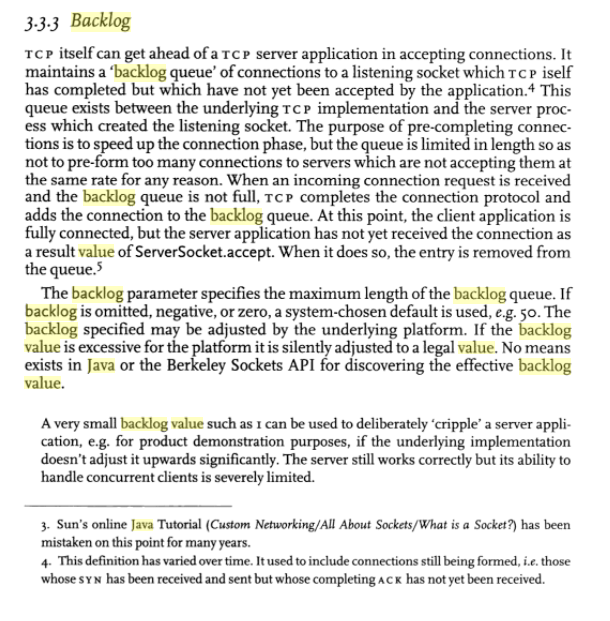 3.3.3 Backlog
TCP itself can get ahead of a TCP server application in accepting connections. It
maintains a ‘backlog queue’ of connections to a listening socket which TCP iself
has completed but which have not yet been accepted by the application.⁴ This
queue exists between the underlying TCP implementation and the server proc-
ess which created the listening socket. The purpose of pre-completing connec-
tions is to speed up the connection phase, but the queue is limited in length so as
not to pre-form too many connections to servers which are not accepting them at
the same rate for any reason. When an incoming connection request is received
and the backlog queue is not full, TCP completes the connection protocol and
adds the connection to the backlog queue. At this point, the client application is
fully connected, but the server application has not yet received the connection as
a result value of ServerSocket.accept. When it does so, the entry is removed from
the queue.⁵
The backlog parameter specifies the maximum length of the backlog queue. If
backlog is omitted, negative, or zero, a system-chosen default is used, e.g. 50. The
backlog specified may be adjusted by the underlying platform. If the backlog
value is excessive for the platform it is silently adjusted to a legal value. No means
exists in Java or the Berkeley Sockets API for discovering the effective backlog
value.
A very small backlog value such as 1 can be used to deliberately ‘cripple’ a server appli-
cation, e.g. for product demonstration purposes, if the underlying implementation
doesn’t adjust it upwards significantly. The server still works correctly but its ability to
handle concurrent clients is severely limited.
3. Sun’s online Java Tutorial (Custom Networking/All About Sockets/What is a Socket?) has been
mistaken on this point for many years.
4. This definition has varied over time. It used to include connections still being formed, i.e. those
whose SYN has been received and sent but whose completing ACK has not yet been received.